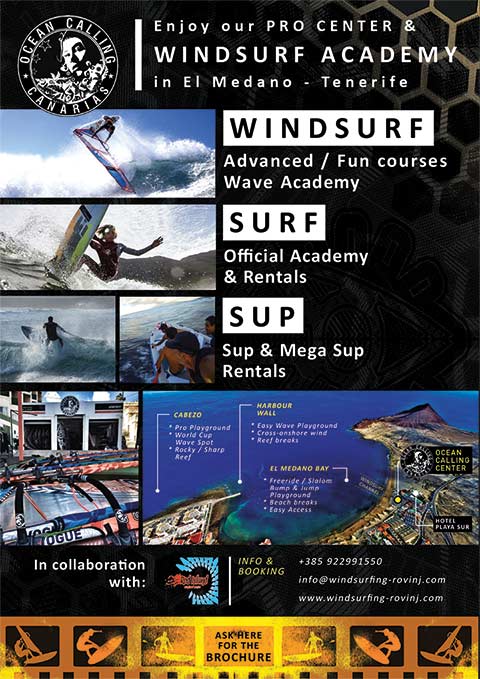 OCEAN CALLING
CANARIAS
Enjoy our PRO CENTER &
WINDSURF ACADEMY
in El Medano - Tenerife
WINDSURF
Advanced / Fun courses
Wave Academy
SURF
Official Academy
& Rentals
SUP
Sup & Mega Sup
Rentals
CABEZO
* Pro Playground
* World Cup
Wave Spot
* Rocky / Sharp
Reef
HARBOUR
WALL
* Easy Wave Playground
* Cross-onshore wind
* Reef breaks
EL MEDANO BAY
* Freeride / Slalom
Bump & Jump
Playground
* Beach breaks
* Easy Access
WINDSURF
CHANNEL
OCEAN
CALLING
CENTER
HOTEL
PLAYA SUR
VOGUE
In collaboration
with:
INFO &
BOOKING
+385 922991550
info@windsurfing-rovinj.com
www.windsurfing-rovinj.com
ASK HERE
FOR THE
BROCHURE